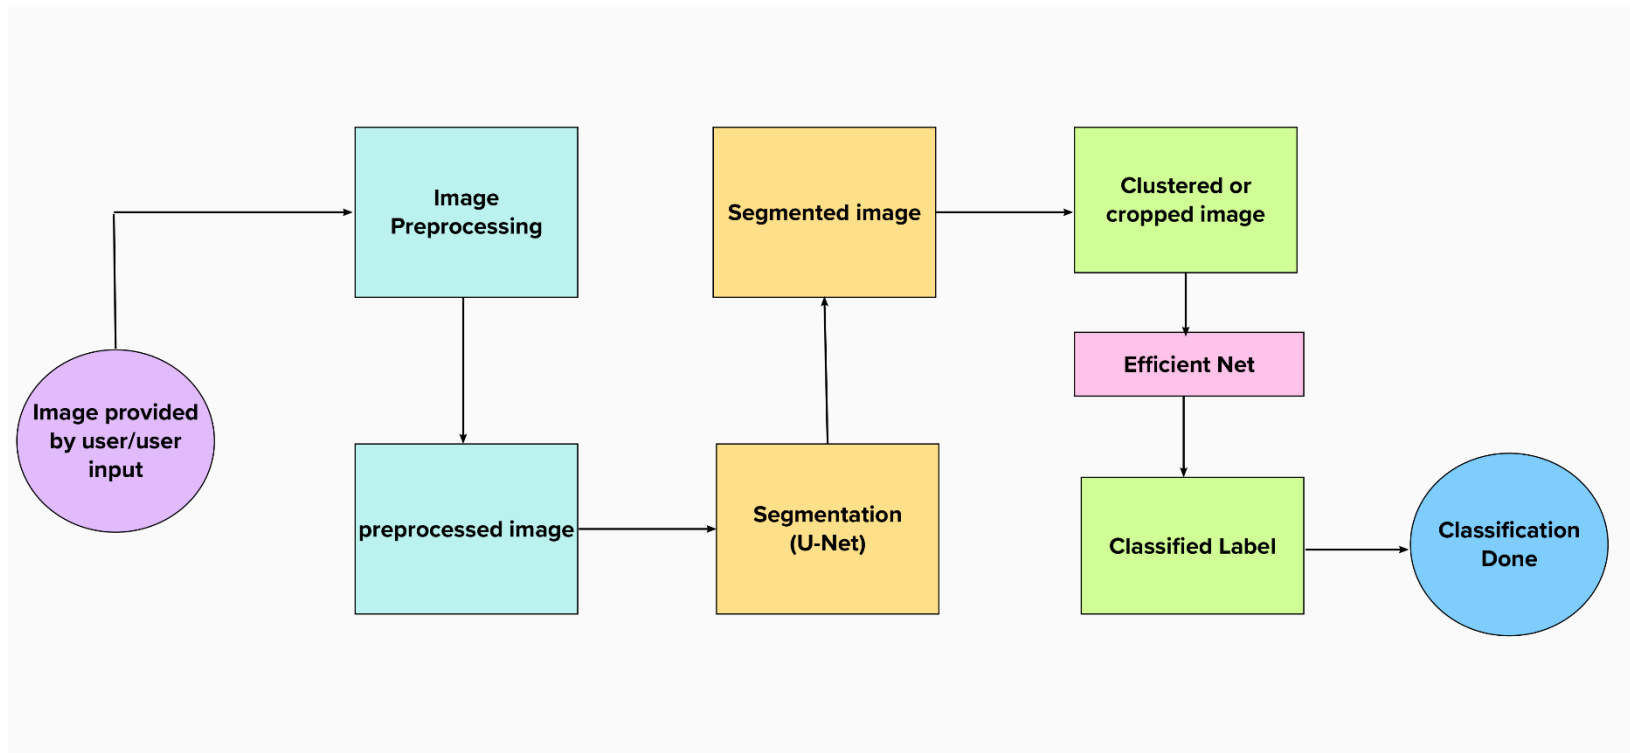 Image provided
by user/user
input
Image
Preprocessing
preprocessed image
Segmentation
(U-Net)
Segmented image
Clustered or
cropped image
Efficient Net
Classified Label
Classification
Done